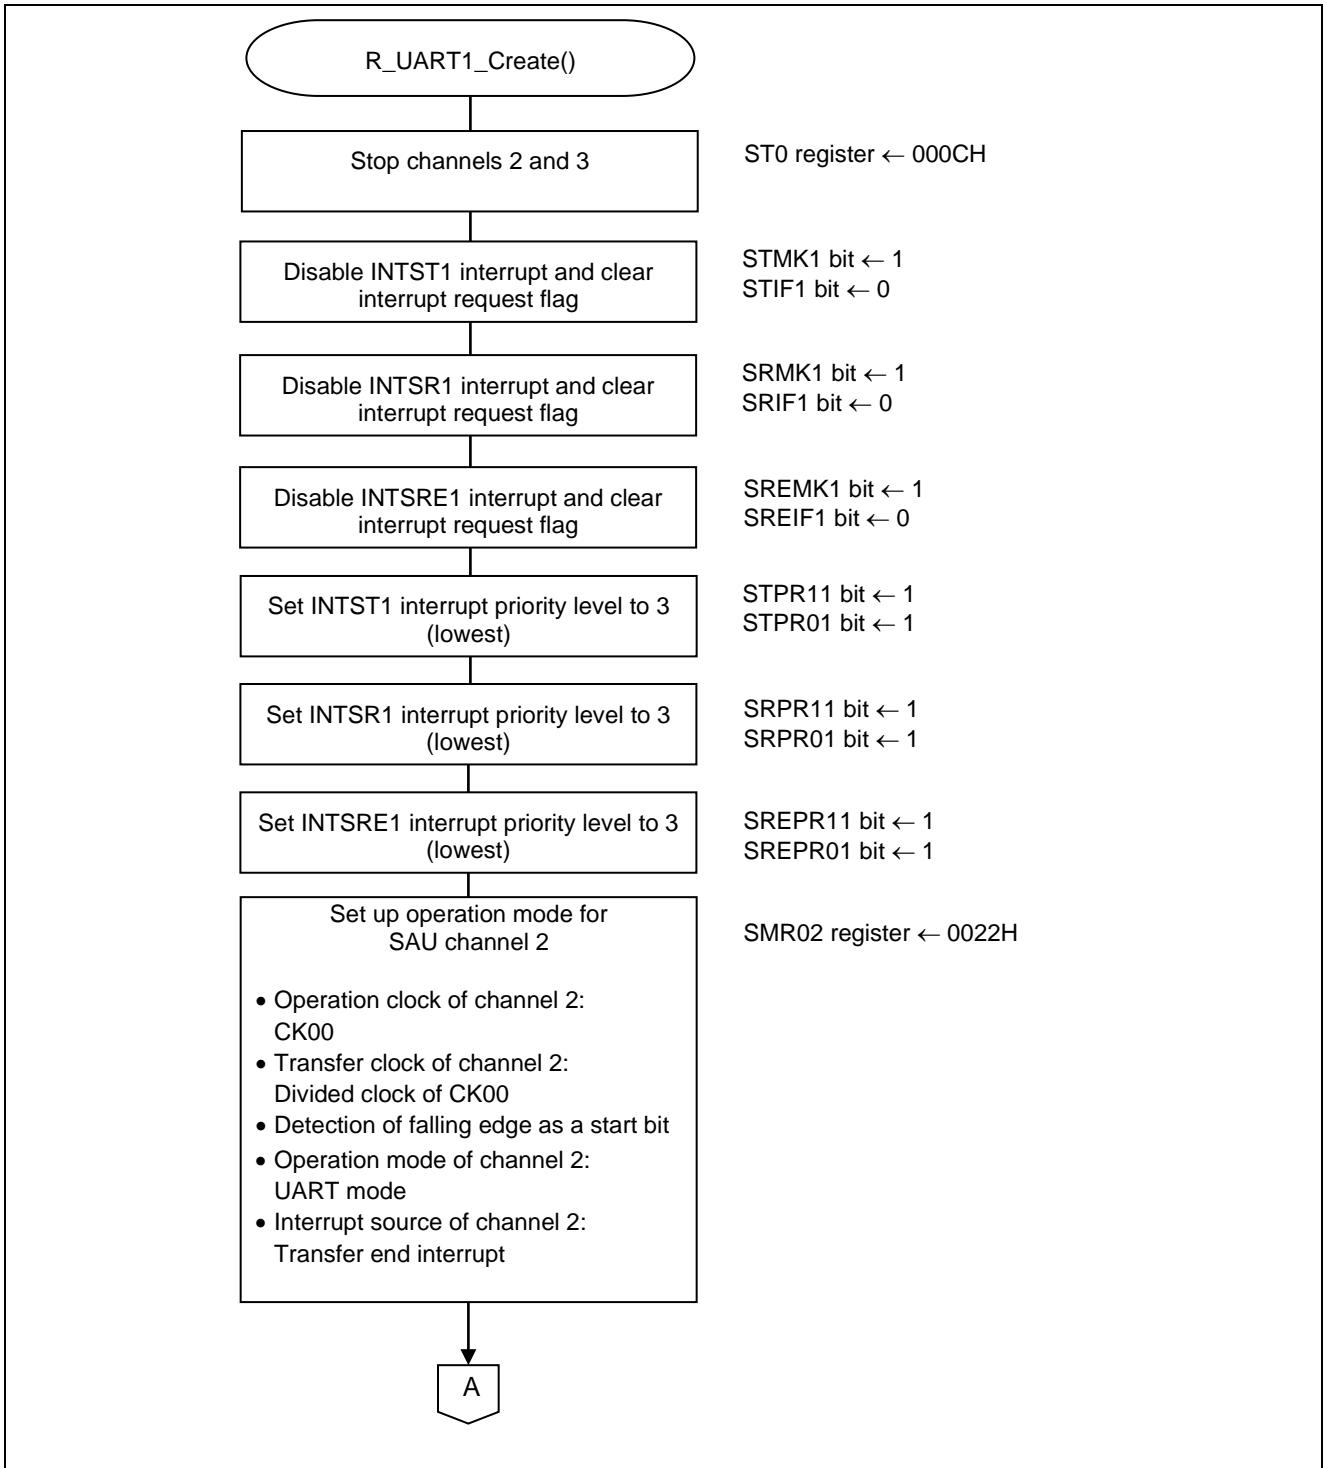 R_UART1_Create()
Stop channels 2 and 3
ST0 register ← 000CH
Disable INTST1 interrupt and clear
interrupt request flag
STMK1 bit ← 1
STIF1 bit ← 0
Disable INTSR1 interrupt and clear
interrupt request flag
SRMK1 bit ← 1
SRIF1 bit ← 0
Disable INTSRE1 interrupt and clear
interrupt request flag
SREMK1 bit ← 1
SREIF1 bit ← 0
Set INTST1 interrupt priority level to 3
(lowest)
STPR11 bit ← 1
STPR01 bit ← 1
Set INTSR1 interrupt priority level to 3
(lowest)
SRPR11 bit ← 1
SRPR01 bit ← 1
Set INTSRE1 interrupt priority level to 3
(lowest)
SREPR11 bit ← 1
SREPR01 bit ← 1
Set up operation mode for
SAU channel 2
SMR02 register ← 0022H
• Operation clock of channel 2:
CK00
• Transfer clock of channel 2:
Divided clock of CK00
• Detection of falling edge as a start bit
• Operation mode of channel 2:
UART mode
• Interrupt source of channel 2:
Transfer end interrupt
A